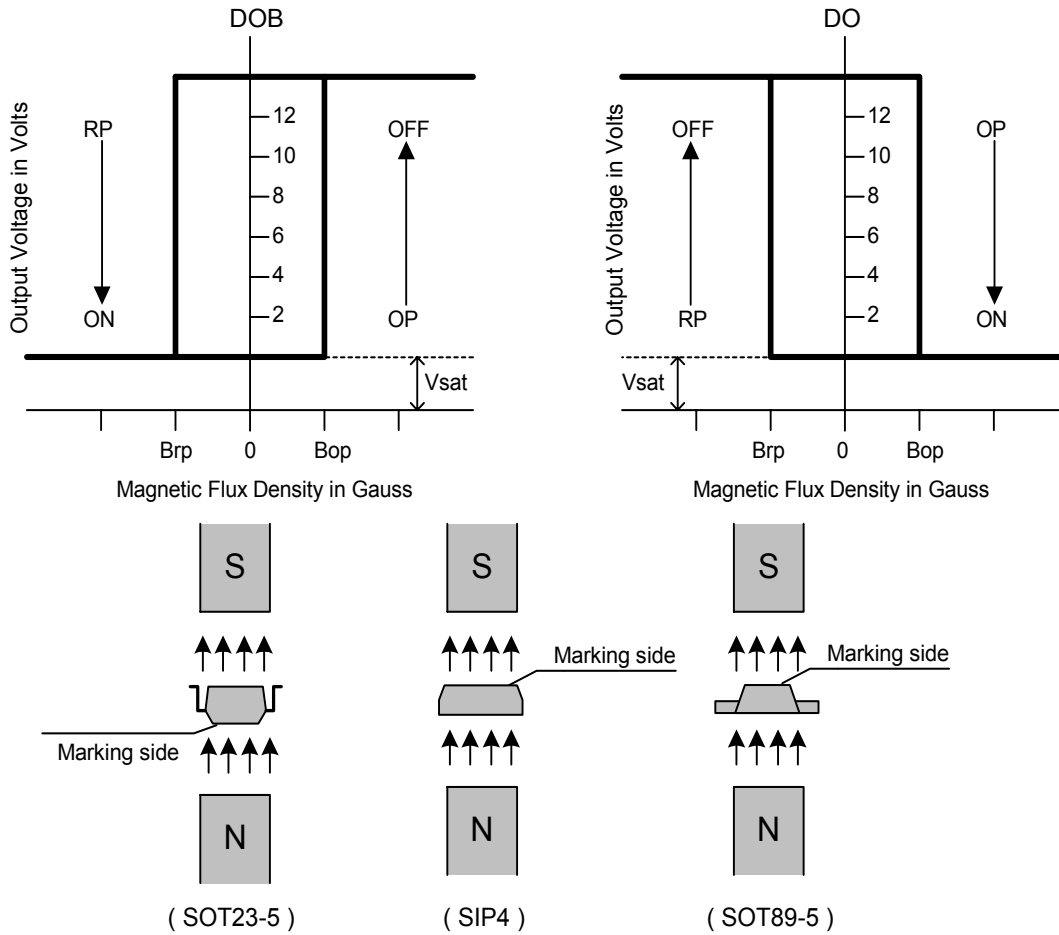 DOB
Output Voltage in Volts
12
10
8
6
4
2
RP
ON
OFF
OP
Vsat
Brp 0 Bop
Magnetic Flux Density in Gauss
DO
Output Voltage in Volts
12
10
8
6
4
2
OFF
RP
OP
ON
Vsat
Brp 0 Bop
Magnetic Flux Density in Gauss
S
Marking side
N
( SOT23-5 )
S
Marking side
N
( SIP4 )
S
Marking side
N
( SOT89-5 )